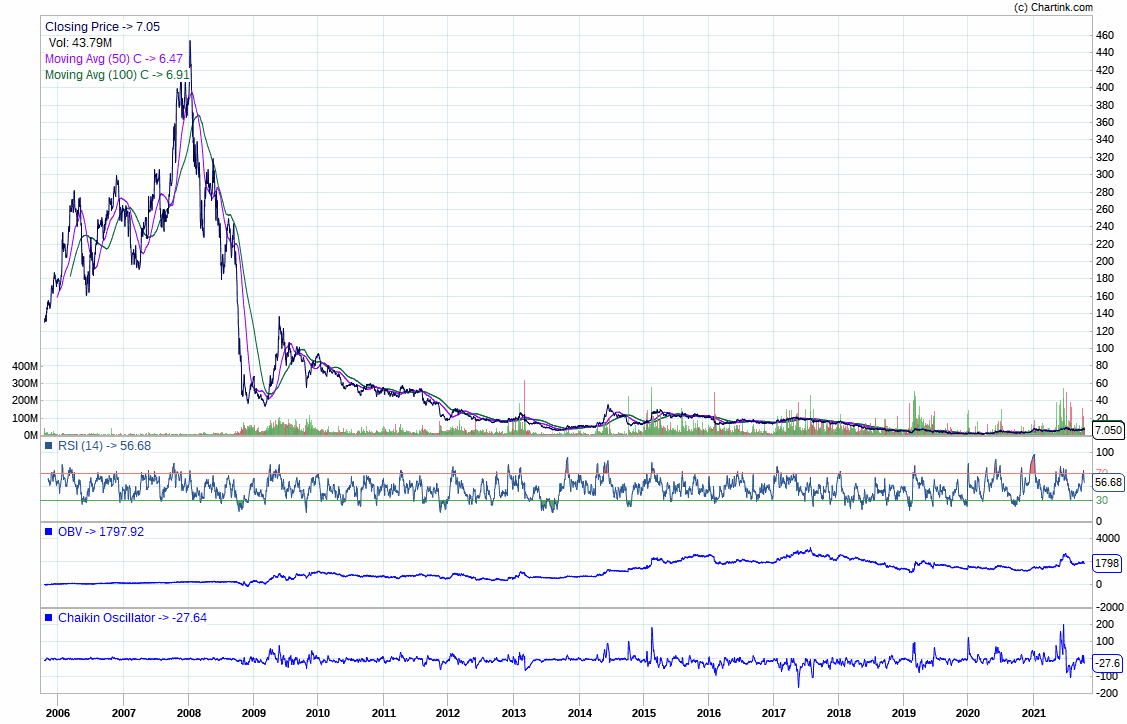 (c) Chartink.com
Closing Price -> 7.05
Vol: 43.79M
Moving Avg (50) C -> 6.47
Moving Avg (100) C -> 6.91
460
440
420
400
380
360
340
320
300
280
260
240
220
200
180
160
140
120
100
80
60
40
20
7.050
400M
300M
200M
100M
0M
RSI (14) -> 56.68
100
70
56.68
30
0
OBV -> 1797.92
4000
1798
0
-2000
Chaikin Oscillator -> -27.64
200
100
-27.6
-100
-200
2006 2007 2008 2009 2010 2011 2012 2013 2014 2015 2016 2017 2018 2019 2020 2021